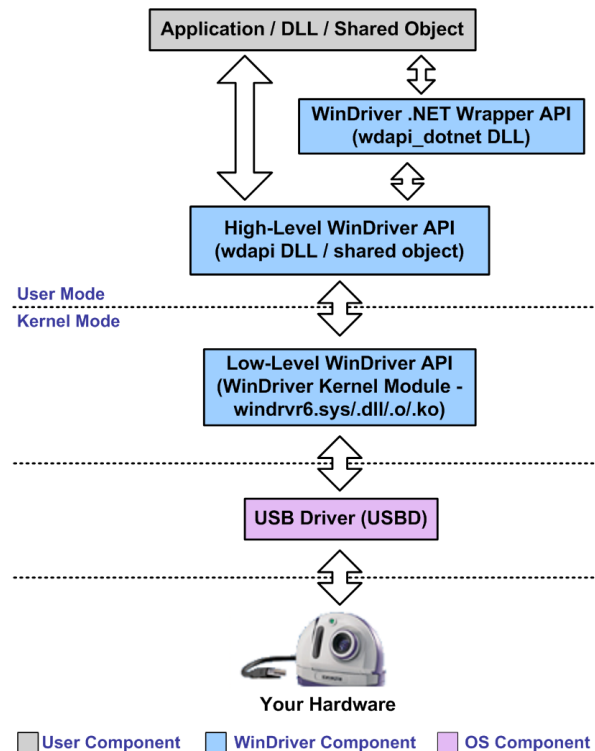 Application / DLL / Shared Object
WinDriver .NET Wrapper API
(wdapi_dotnet DLL)
High-Level WinDriver API
(wdapi DLL / shared object)
User Mode
Kernel Mode
Low-Level WinDriver API
(WinDriver Kernel Module -
windrvr6.sys/.dll/.o/.ko)
USB Driver (USBD)
Your Hardware
User Component
WinDriver Component
OS Component